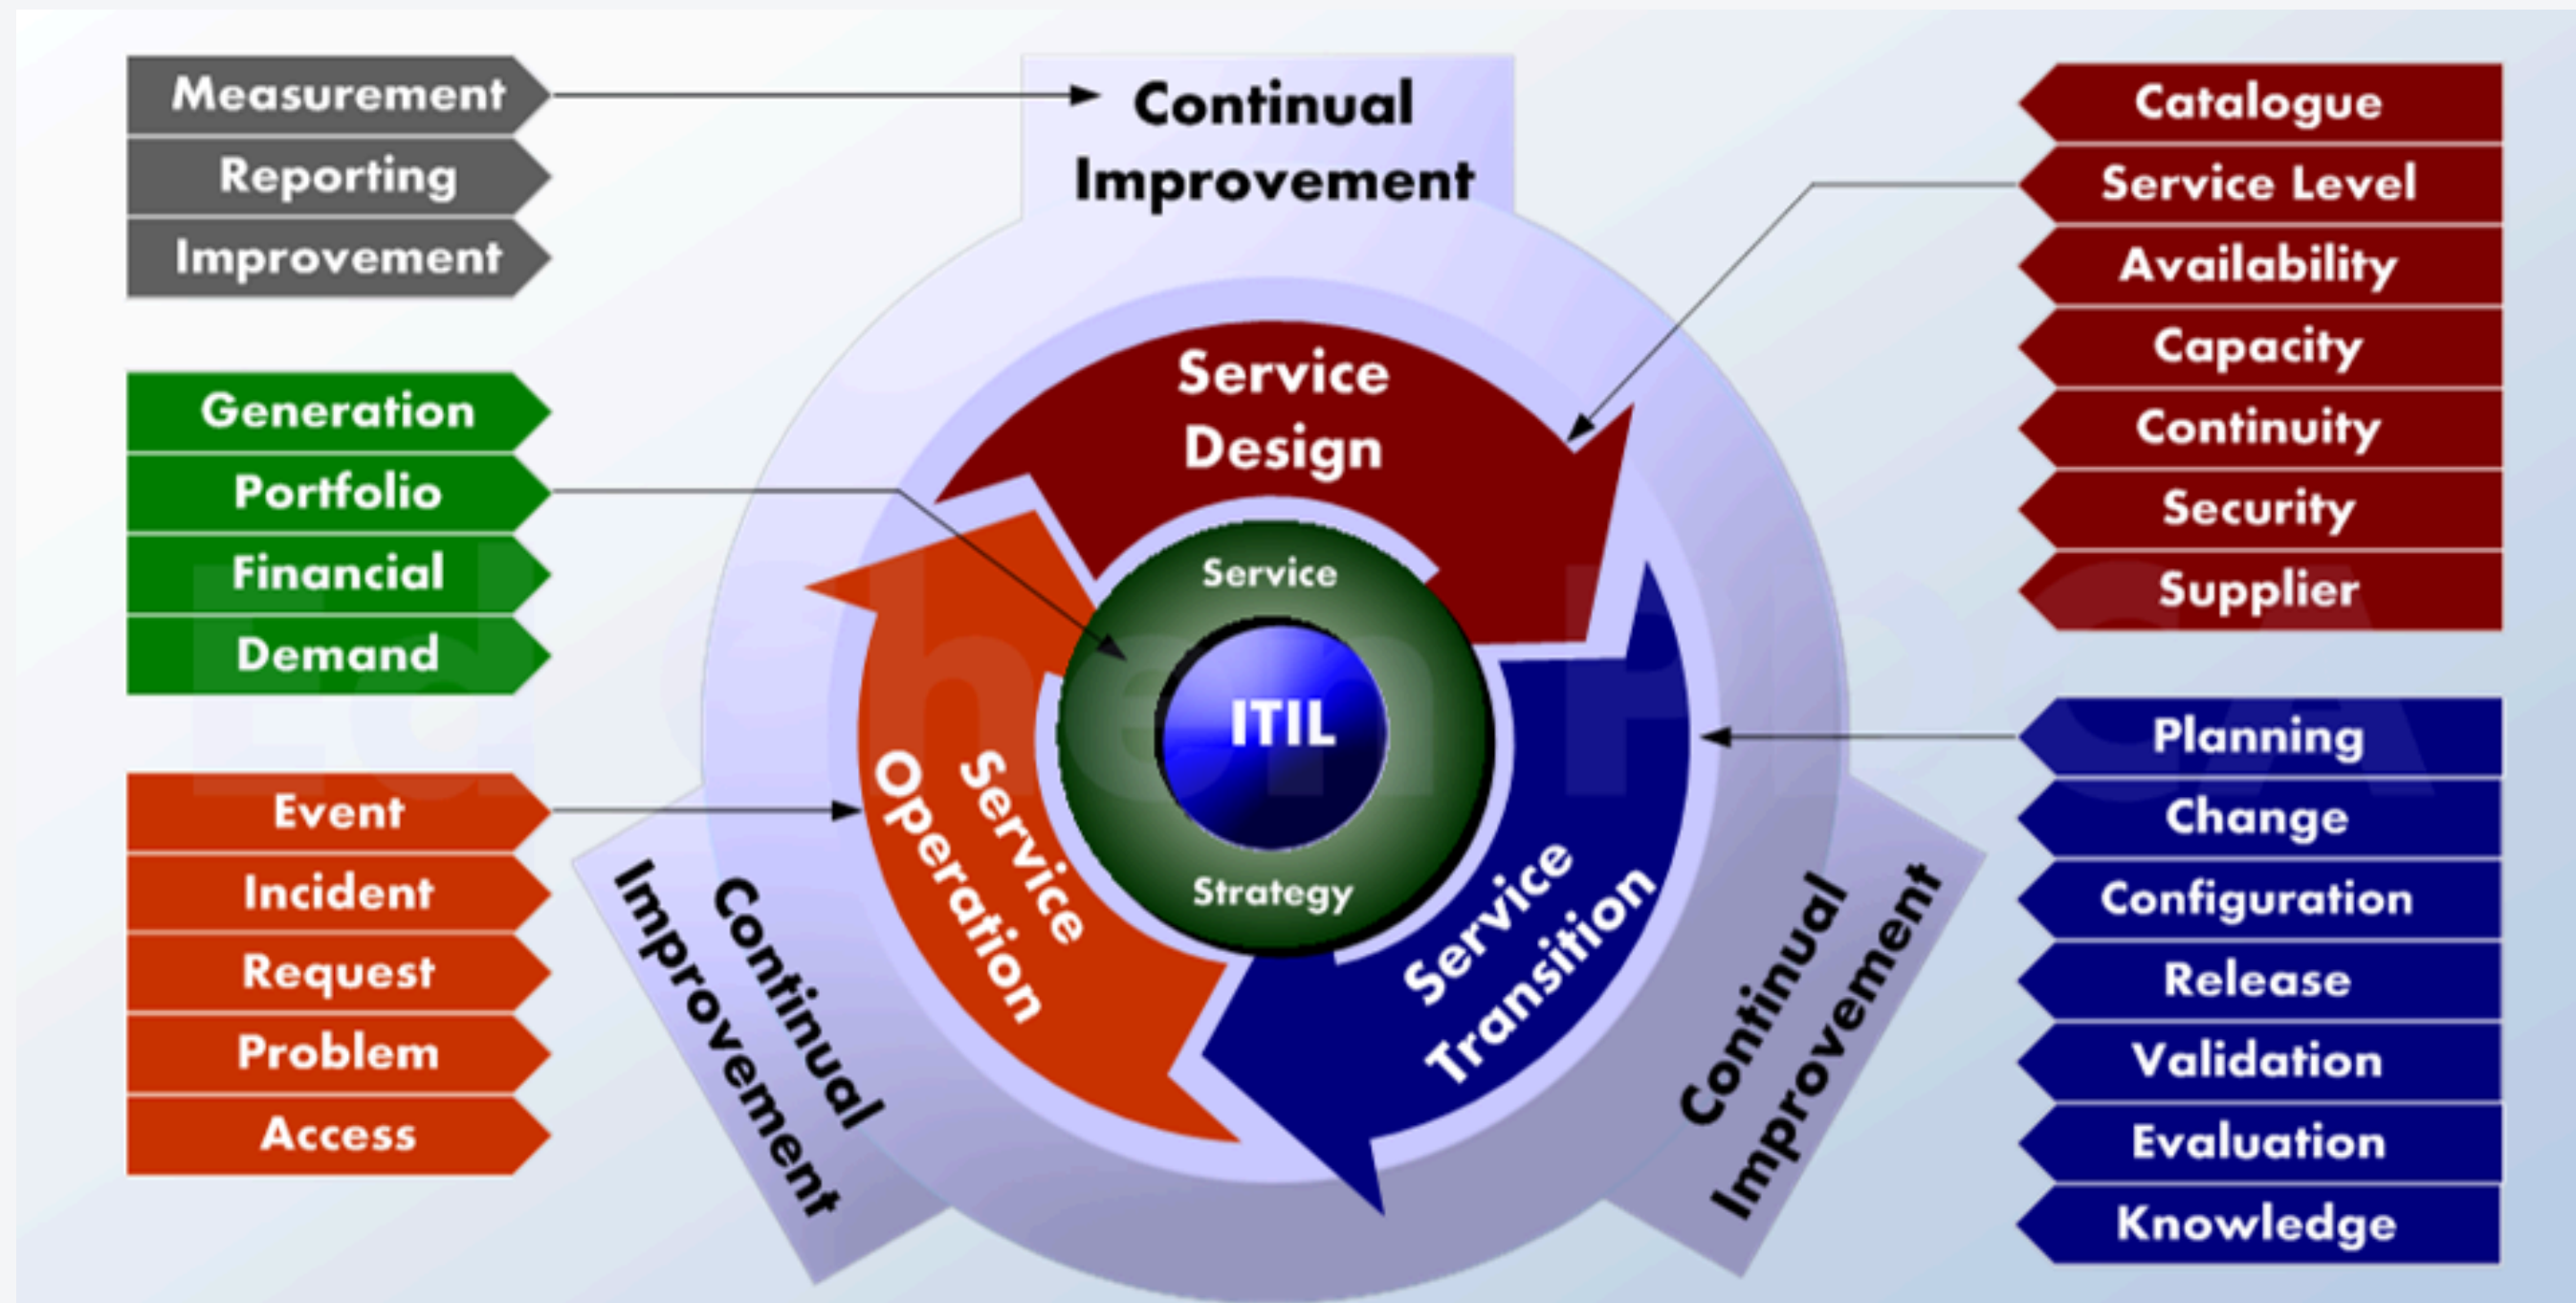 Measurement
Reporting
Improvement
Generation
Portfolio
Financial
Demand
Event
Incident
Request
Problem
Access
Continual
Improvement
Service
Design
Service
Strategy
ITIL
Service
Operation
Service
Transition
Continual
Improvement
Continual
Improvement
Catalogue
Service Level
Availability
Capacity
Continuity
Security
Supplier
Planning
Change
Configuration
Release
Validation
Evaluation
Knowledge